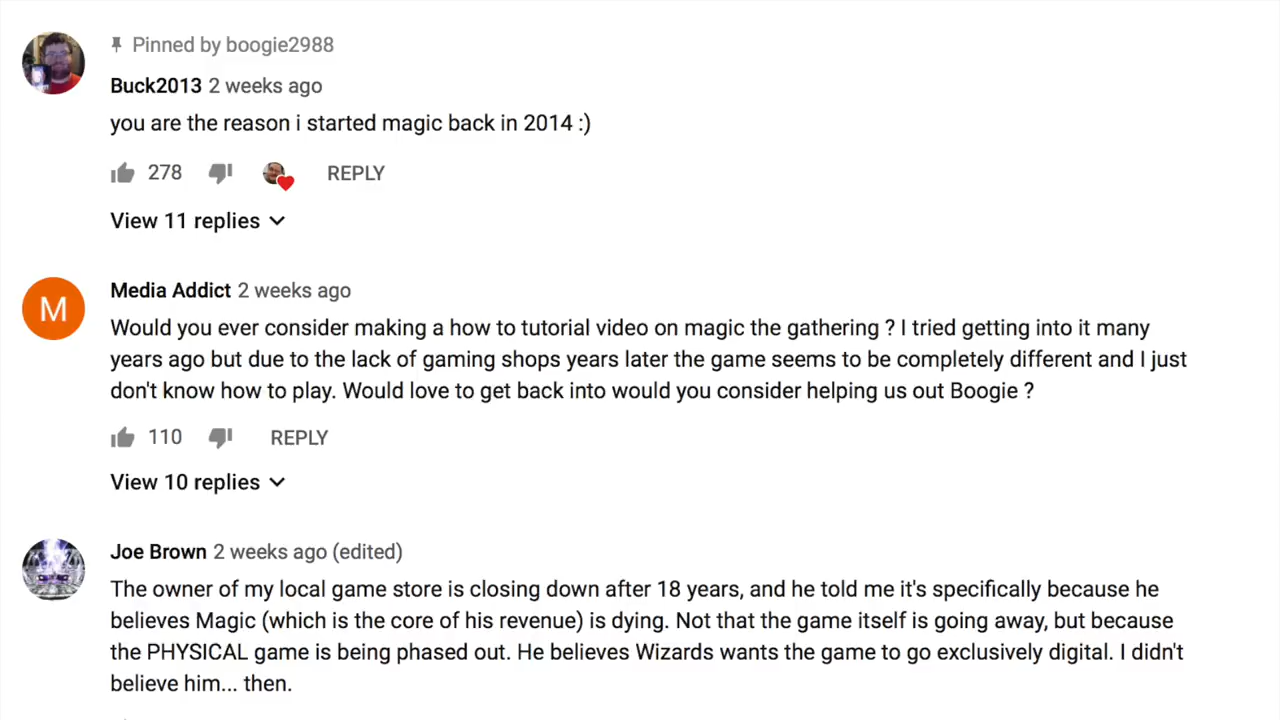 Pinned by boogie2988
Buck2013 2 weeks ago
you are the reason i started magic back in 2014 :)
278 REPLY
View 11 replies
M
Media Addict 2 weeks ago
Would you ever consider making a how to tutorial video on magic the gathering ? I tried getting into it many
years ago but due to the lack of gaming shops years later the game seems to be completely different and I just
don't know how to play. Would love to get back into would you consider helping us out Boogie ?
110 REPLY
View 10 replies
Joe Brown 2 weeks ago (edited)
The owner of my local game store is closing down after 18 years, and he told me it's specifically because he
believes Magic (which is the core of his revenue) is dying. Not that the game itself is going away, but because
the PHYSICAL game is being phased out. He believes Wizards wants the game to go exclusively digital. I didn't
believe him... then.